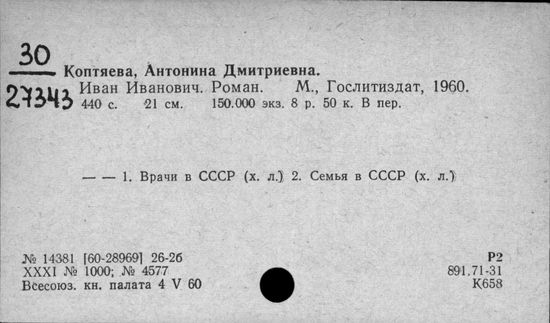 30
27343
Коптяева, Антонина Дмитриевна.
Иван Иванович. Роман. М., Гослитиздат, 1960.
440 с. 21 см. 150.000 экз. 8 р. 50 к. В пер.
— — 1. Врачи в СССР (х. л.) 2. Семья в СССР (х. л.)
№ 14381 [60-28969] 26-2б
XXXI № 1000; № 4577
Всесоюз. кн. палата 4 V 60
Р2
891.71-31
К658